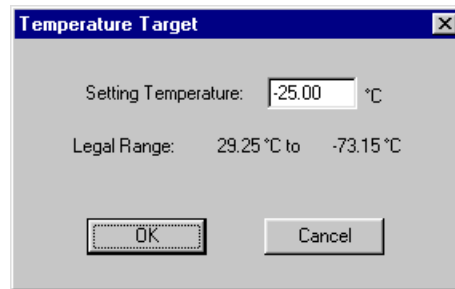 Temperature Target
Setting Temperature: -25.00 °C
Legal Range: 29.25 °C to -73.15 °C
OK Cancel